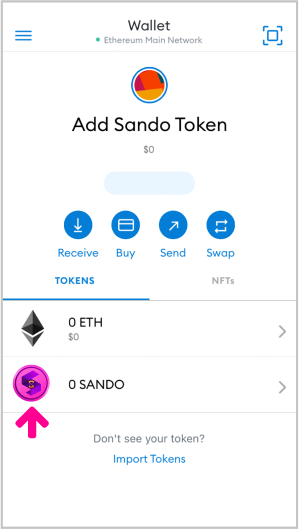 Wallet
Ethereum Main Network
Add Sando Token
$0
Receive Buy Send Swap
TOKENS NFTs
0 ETH
$0
0 SANDO
Don't see your token?
Import Tokens